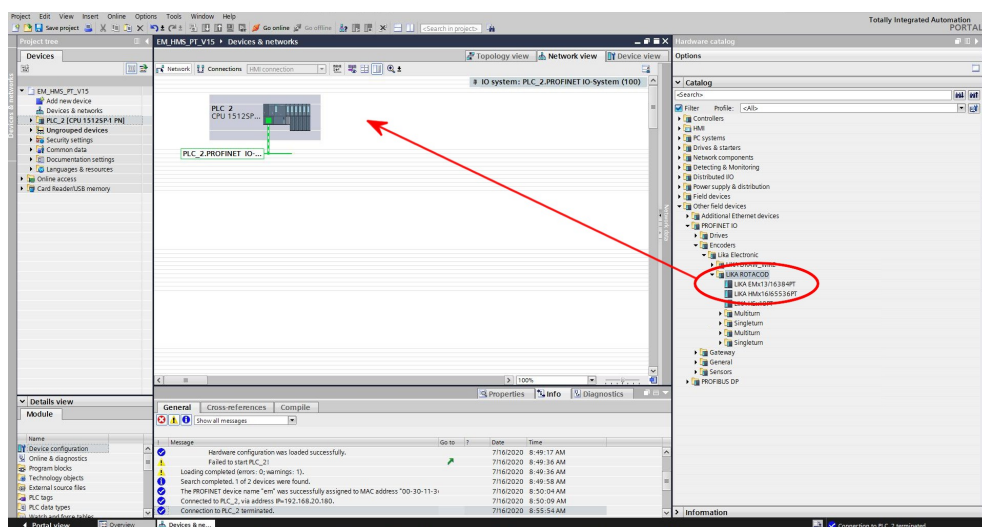 Project Edit View Insert Online Options Tools Window Help
Totally Integrated Automation
PORTAL
Save project
Go online
Go offline
<Search in project>
Project tree
EM_HMS_PT_V15 ▸ Devices & networks
Hardware catalog
Devices
Topology view
Network view
Device view
Options
Network
Connections
HMI connection
IO system: PLC_2.PROFINET IO-System (100)
Catalog
<Search>
Filter
Profile:
<All>
EM_HMS_PT_V15
Add new device
Devices & networks
PLC_2 [CPU 1512SP-1 PN]
Ungrouped devices
Security settings
Common data
Documentation settings
Languages & resources
Online access
Card Reader/USB memory
Devices & networks
PLC_2
CPU 1512SP...
PLC_2.PROFINET IO-...
Controllers
HMI
PC systems
Drives & starters
Network components
Detecting & Monitoring
Distributed I/O
Power supply & distribution
Field devices
Other field devices
Additional Ethernet devices
PROFINET IO
Drives
Encoders
Lika Electronic
LIKA ROTACOD
LIKA EMx13/16384PT
LIKA HMx16/65536PT
Multiturn
Singleturn
Multiturn
Singleturn
Gateway
General
Sensors
PROFIBUS DP
100%
Properties
Info
Diagnostics
Details view
Module
Name
Device configuration
Online & diagnostics
Program blocks
Technology objects
External source files
PLC tags
PLC data types
Watch and force tables
General
Cross-references
Compile
Show all messages
! Message Go to ? Date Time
Hardware configuration was loaded successfully. 7/16/2020 8:49:17 AM
Failed to start PLC_2! 7/16/2020 8:49:36 AM
Loading completed (errors: 0; warnings: 1). 7/16/2020 8:49:36 AM
Search completed. 1 of 2 devices were found. 7/16/2020 8:49:58 AM
The PROFINET device name "em" was successfully assigned to MAC address "00-30-11-3 7/16/2020 8:50:04 AM
Connected to PLC_2, via address IP=192.168.20.180. 7/16/2020 8:50:09 AM
Connection to PLC_2 terminated. 7/16/2020 8:55:54 AM
Information
Portal view
Overview
Devices & ne...
Connection to PLC_2 terminated.